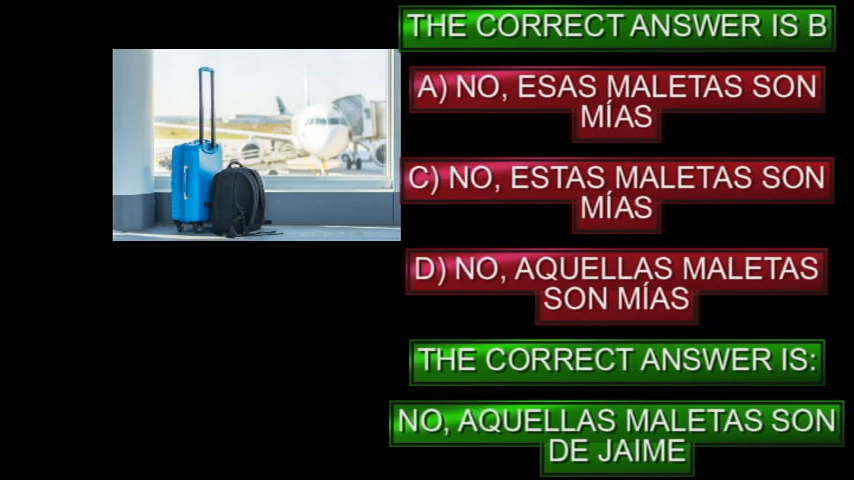 THE CORRECT ANSWER IS B
A) NO, ESAS MALETAS SON
MÍAS
C) NO, ESTAS MALETAS SON
MÍAS
D) NO, AQUELLAS MALETAS
SON MÍAS
THE CORRECT ANSWER IS:
NO, AQUELLAS MALETAS SON
DE JAIME